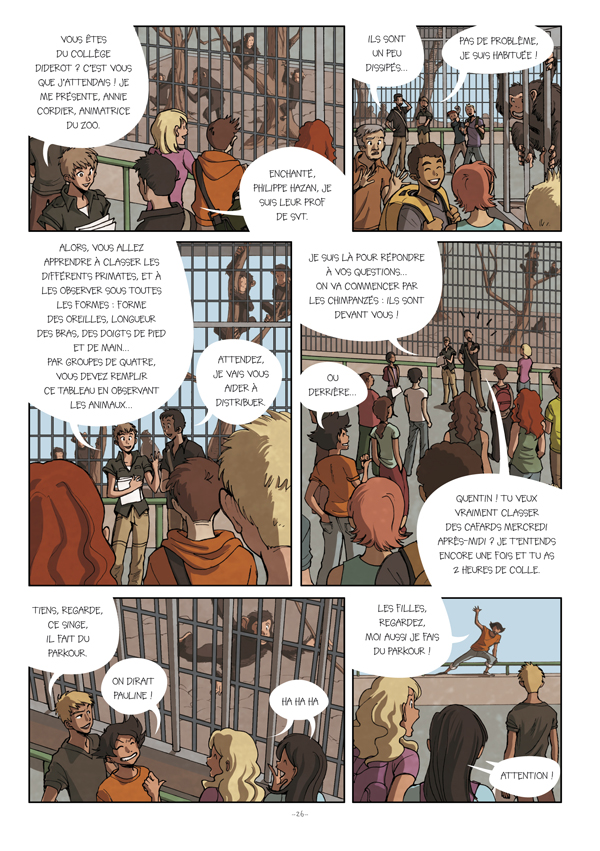 VOUS ÊTES
DU COLLÈGE
DIDEROT ? C'EST VOUS
QUE J'ATTENDAIS ! JE
ME PRÉSENTE, ANNIE
CORDIER, ANIMATRICE
DU ZOO.
ENCHANTÉ,
PHILIPPE HAZAN, JE
SUIS LEUR PROF
DE SVT.
ILS SONT
UN PEU
DISSIPÉS...
PAS DE PROBLÈME,
JE SUIS HABITUÉE !
ALORS, VOUS ALLEZ
APPRENDRE À CLASSER LES
DIFFÉRENTS PRIMATES, ET À
LES OBSERVER SOUS TOUTES
LES FORMES : FORME
DES OREILLES, LONGUEUR
DES BRAS, DES DOIGTS DE PIED
ET DE MAIN...
PAR GROUPES DE QUATRE,
VOUS DEVEZ REMPLIR
CE TABLEAU EN OBSERVANT
LES ANIMAUX...
ATTENDEZ,
JE VAIS VOUS
AIDER À
DISTRIBUER.
JE SUIS LÀ POUR RÉPONDRE
À VOS QUESTIONS...
ON VA COMMENCER PAR
LES CHIMPANZÉS : ILS SONT
DEVANT VOUS !
OU
DERRIÈRE...
QUENTIN ! TU VEUX
VRAIMENT CLASSER
DES CAFARDS MERCREDI
APRÈS-MIDI ? JE T'ENTENDS
ENCORE UNE FOIS ET TU AS
2 HEURES DE COLLE.
TIENS, REGARDE,
CE SINGE,
IL FAIT DU
PARKOUR.
ON DIRAIT
PAULINE !
HA HA HA
LES FILLES,
REGARDEZ,
MOI AUSSI JE FAIS
DU PARKOUR !
ATTENTION !
-26-